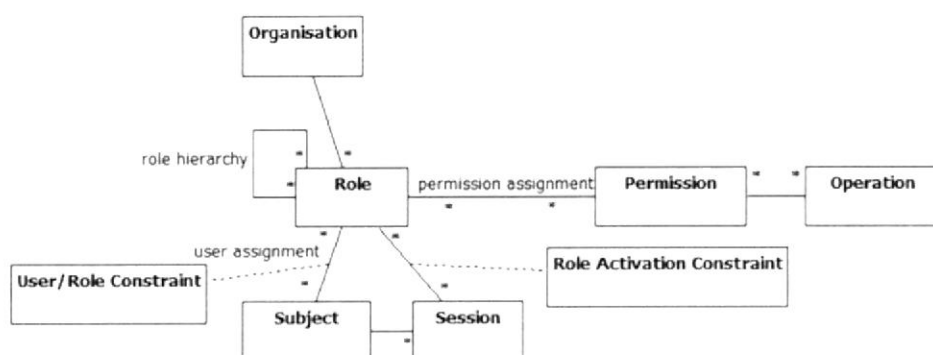 Organisation
*
role hierarchy
*
*
Role
permission assignment
*
*
Permission
*
*
Operation
*
*
user assignment
User/Role Constraint
Role Activation Constraint
*
*
Subject
*
Session